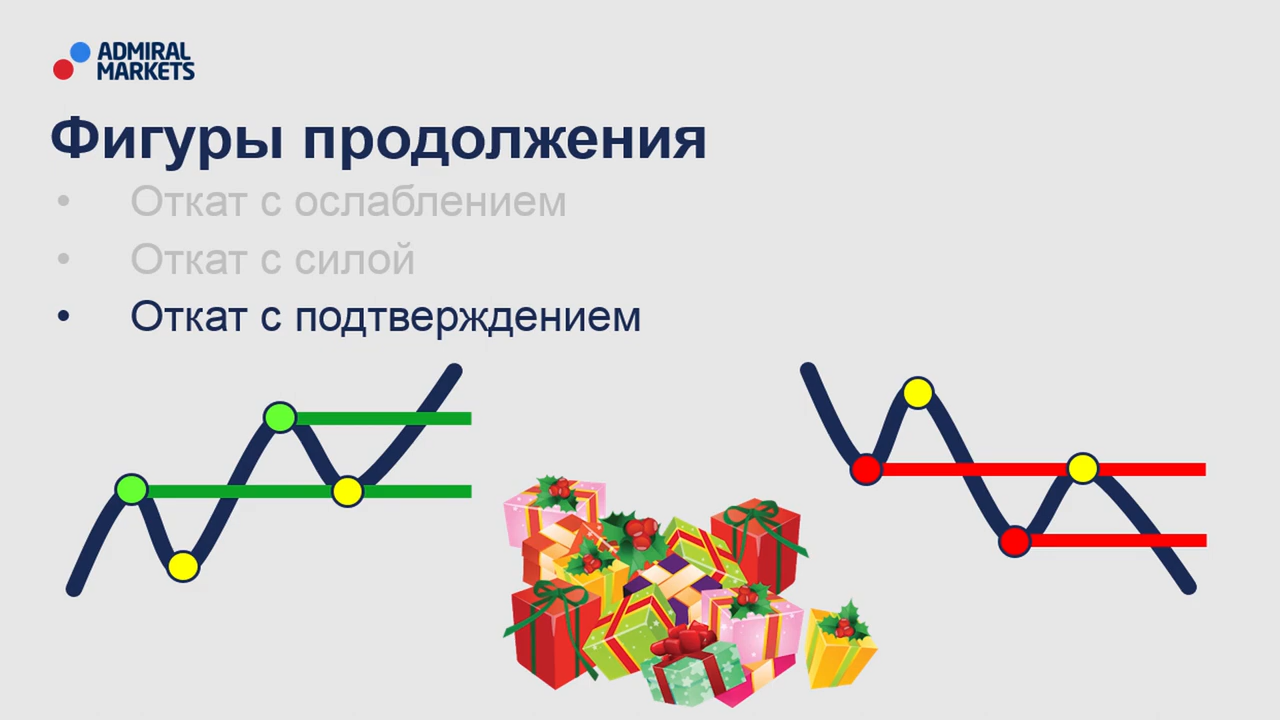 ADMIRAL
MARKETS
Фигуры продолжения
• Откат с ослаблением
• Откат с силой
• Откат с подтверждением